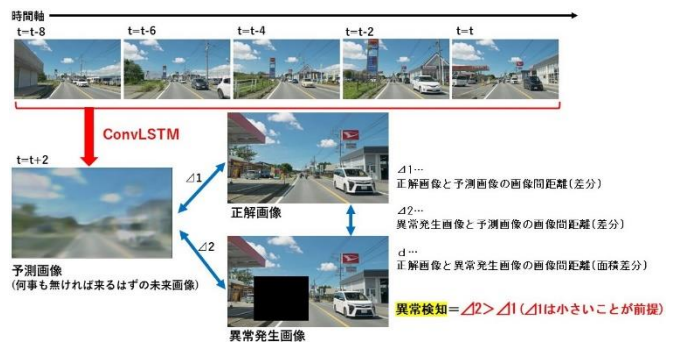 時間軸
t=t-8
t=t-6
t=t-4
t=t-2
t=t
ConvLSTM
t=t+2
⊿1
⊿2
予測画像
(何事も無ければ来るはずの未来画像)
正解画像
異常発生画像
⊿1…
正解画像と予測画像の画像間距離(差分)
⊿2…
異常発生画像と予測画像の画像間距離(差分)
d…
正解画像と異常発生画像の画像間距離(面積差分)
異常検知=⊿2>⊿1 (⊿1は小さいことが前提)
DAIHATSU